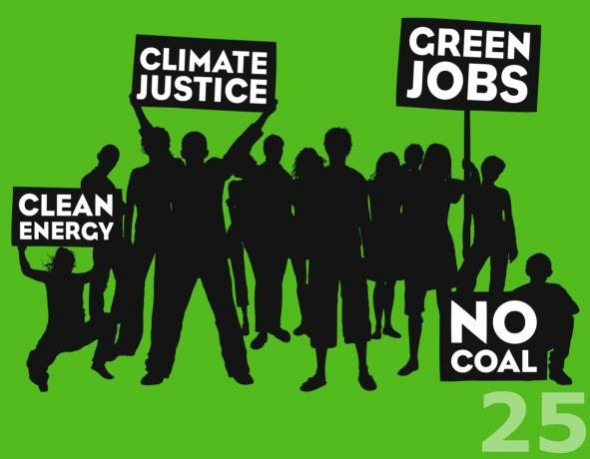 CLIMATE
JUSTICE
GREEN
JOBS
CLEAN
ENERGY
NO
COAL
25